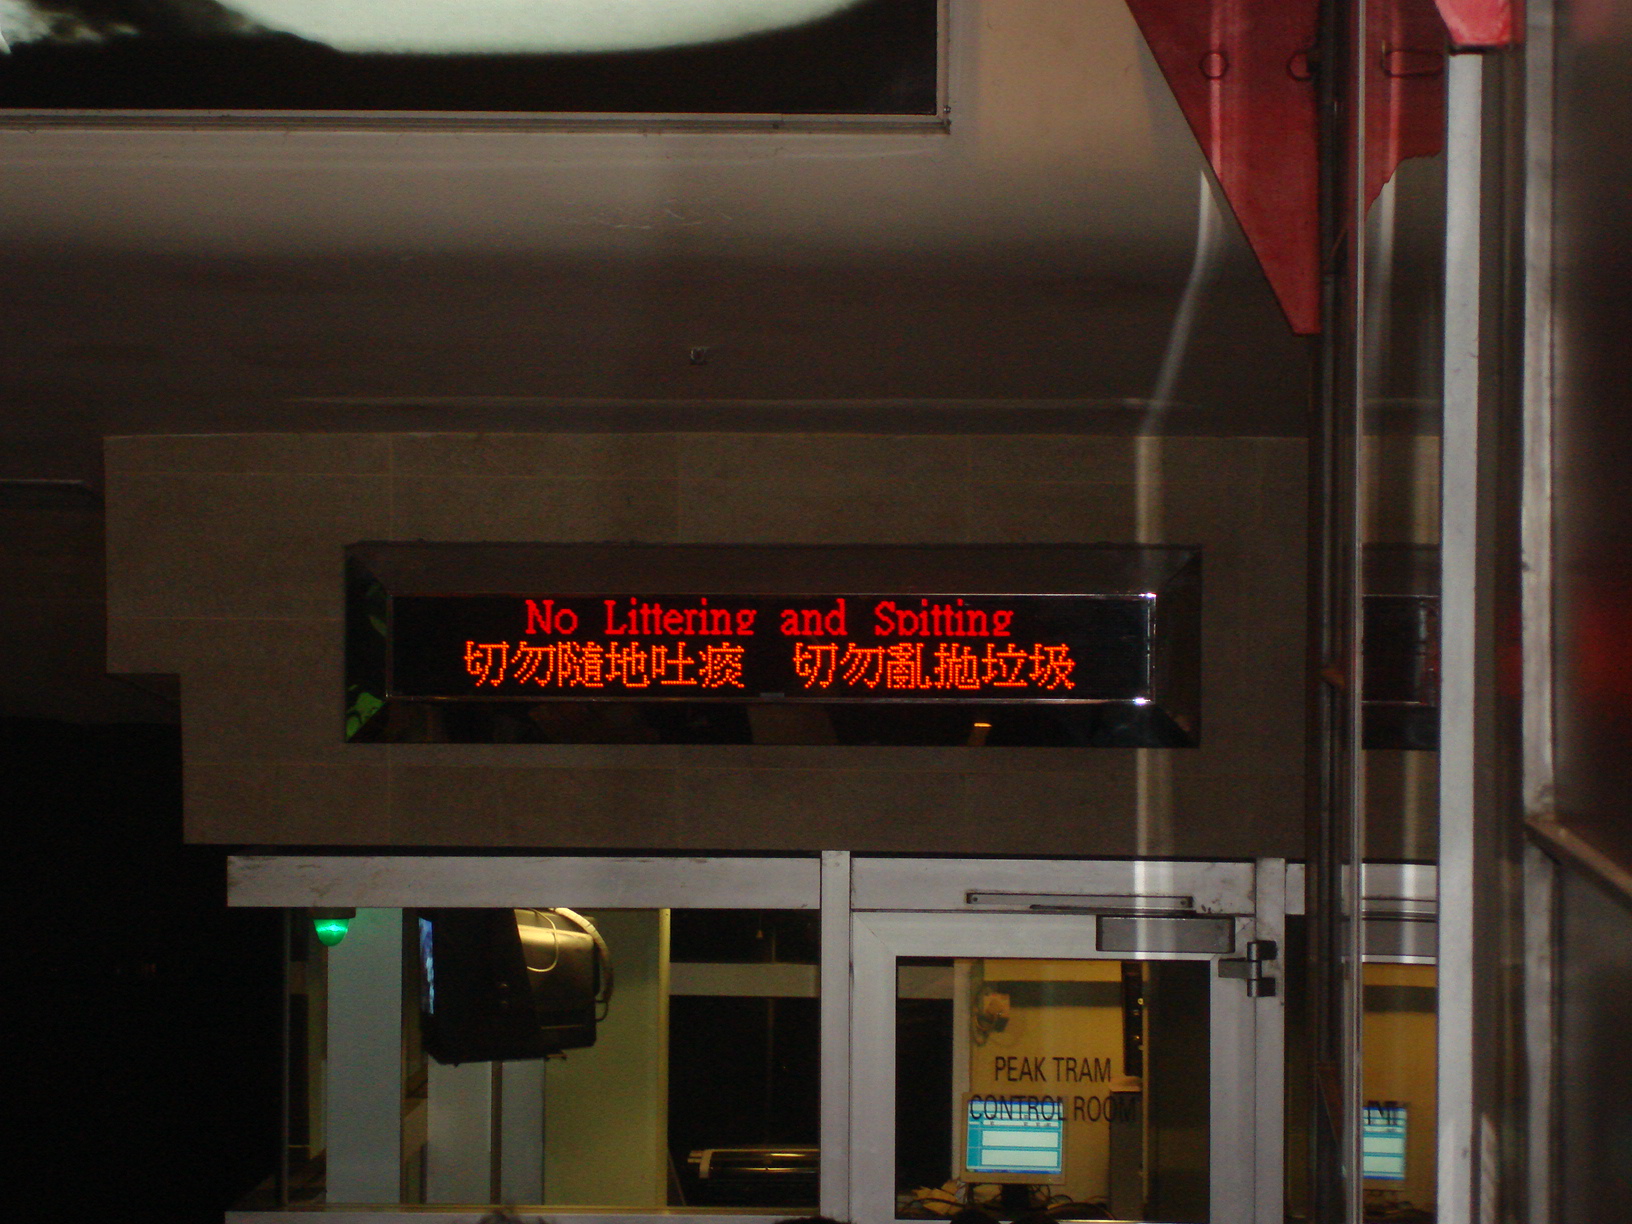 No Littering and Spitting
切勿隨地吐痰 切勿亂拋垃圾
PEAK TRAM
CONTROL ROOM